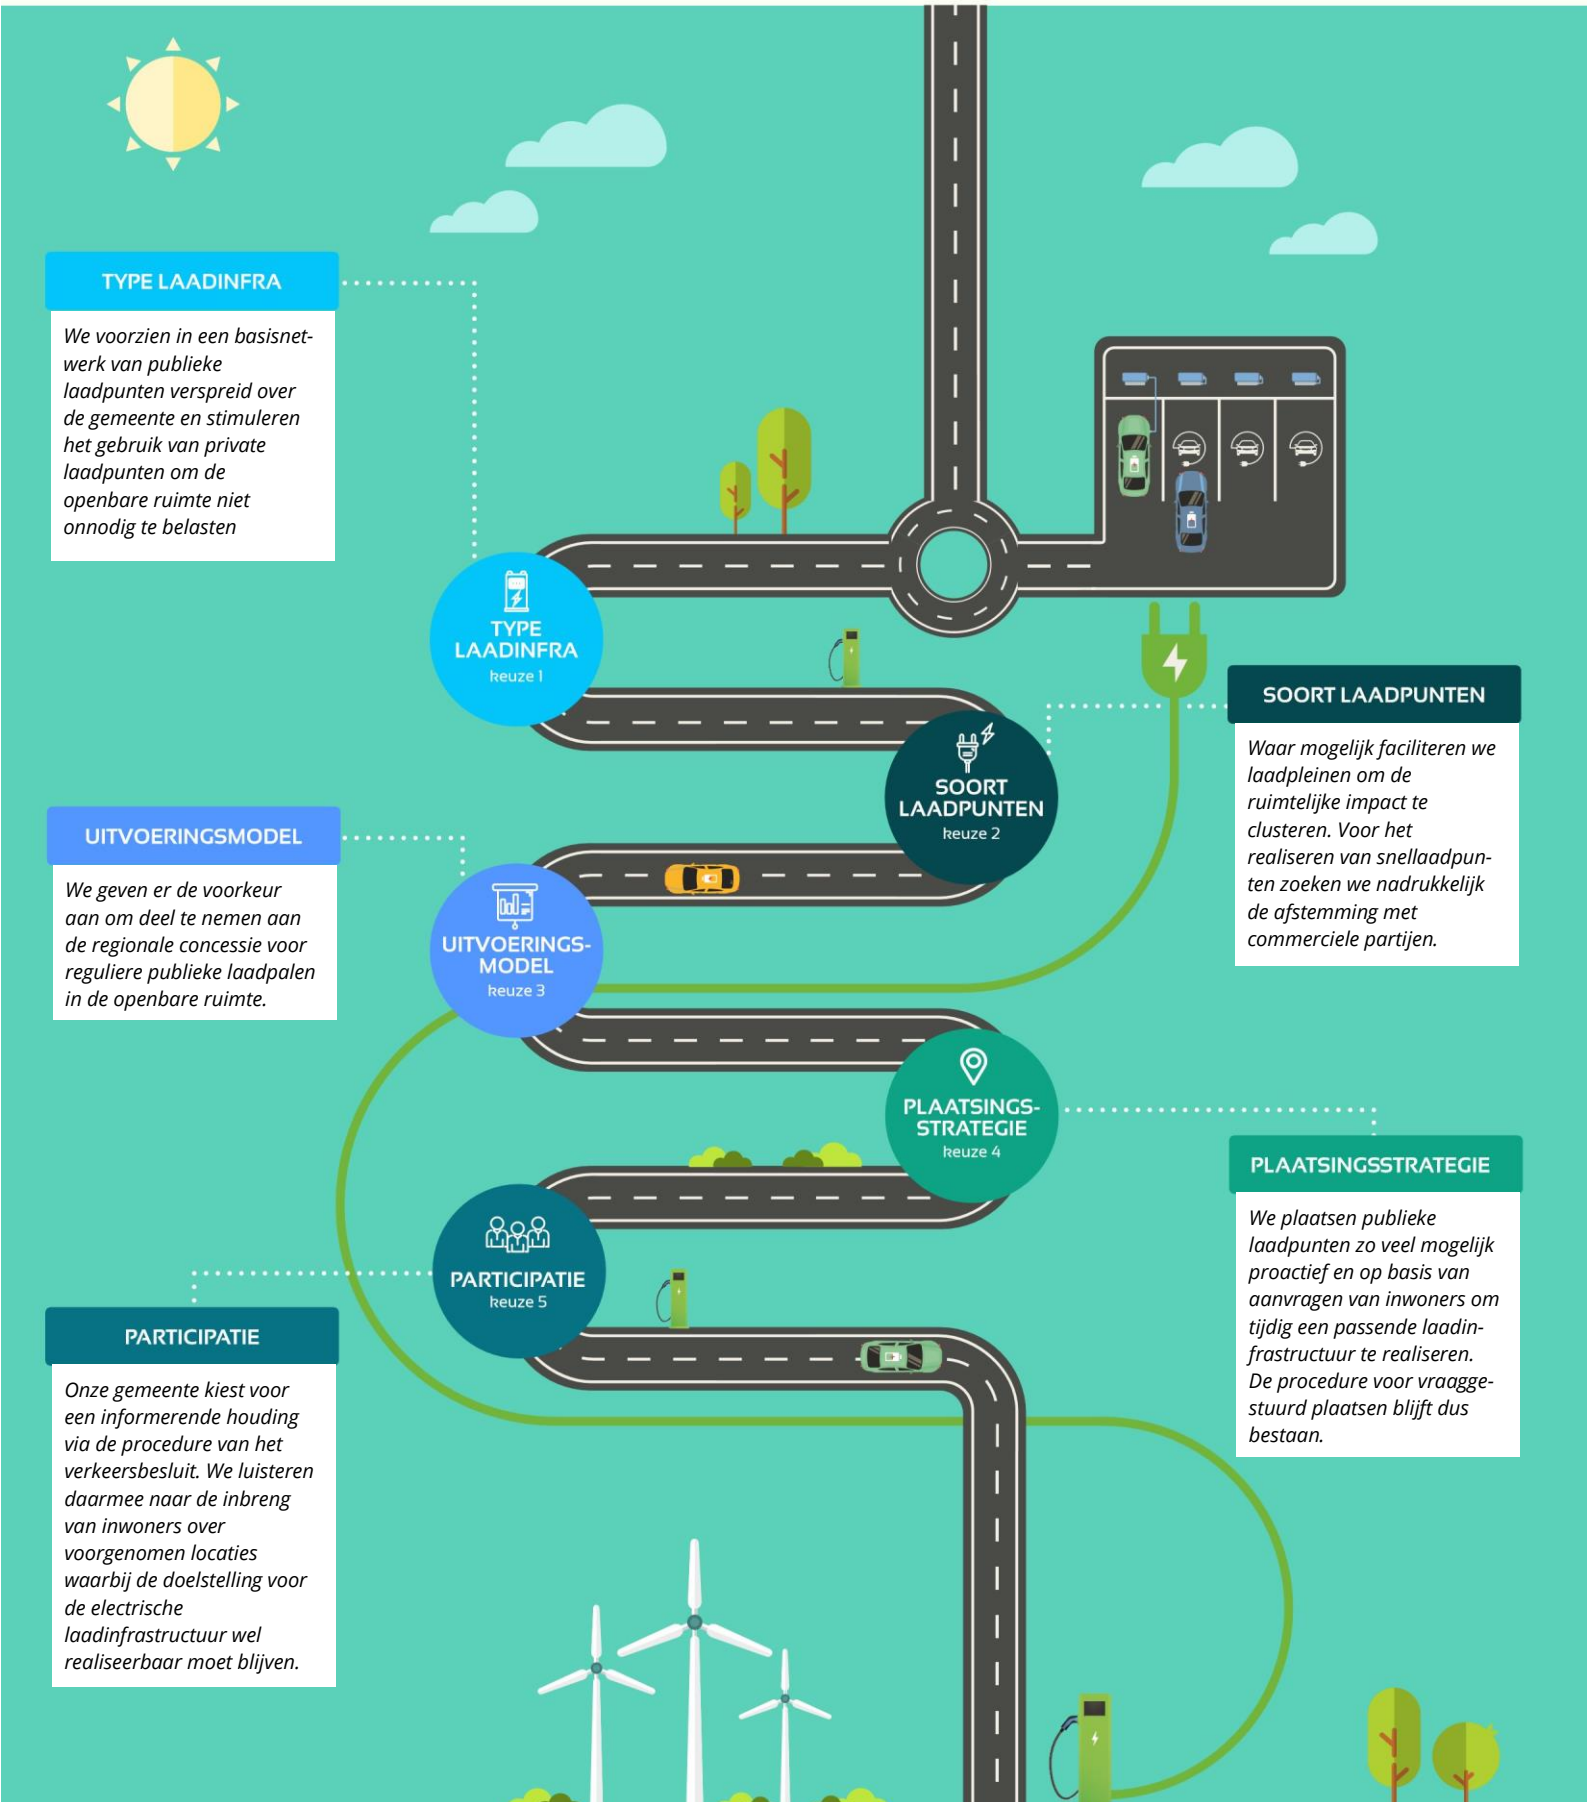 TYPE LAADINFRA
We voorzien in een basisnet-
werk van publieke
laadpunten verspreid over
de gemeente en stimuleren
het gebruik van private
laadpunten om de
openbare ruimte niet
onnodig te belasten
TYPE
LAADINFRA
keuze 1
SOORT LAADPUNTEN
Waar mogelijk faciliteren we
laadpleinen om de
ruimtelijke impact te
clusteren. Voor het
realiseren van snellaadpun-
ten zoeken we nadrukkelijk
de afstemming met
commerciele partijen.
SOORT
LAADPUNTEN
keuze 2
UITVOERINGSMODEL
We geven er de voorkeur
aan om deel te nemen aan
de regionale concessie voor
reguliere publieke laadpalen
in de openbare ruimte.
UITVOERINGS-
MODEL
keuze 3
PLAATSINGS-
STRATEGIE
keuze 4
PLAATSINGSSTRATEGIE
We plaatsen publieke
laadpunten zo veel mogelijk
proactief en op basis van
aanvragen van inwoners om
tijdig een passende laadin-
frastructuur te realiseren.
De procedure voor vraagge-
stuurd plaatsen blijft dus
bestaan.
PARTICIPATIE
keuze 5
PARTICIPATIE
Onze gemeente kiest voor
een informerende houding
via de procedure van het
verkeersbesluit. We luisteren
daarmee naar de inbreng
van inwoners over
voorgenomen locaties
waarbij de doelstelling voor
de electrische
laadinfrastructuur wel
realiseerbaar moet blijven.